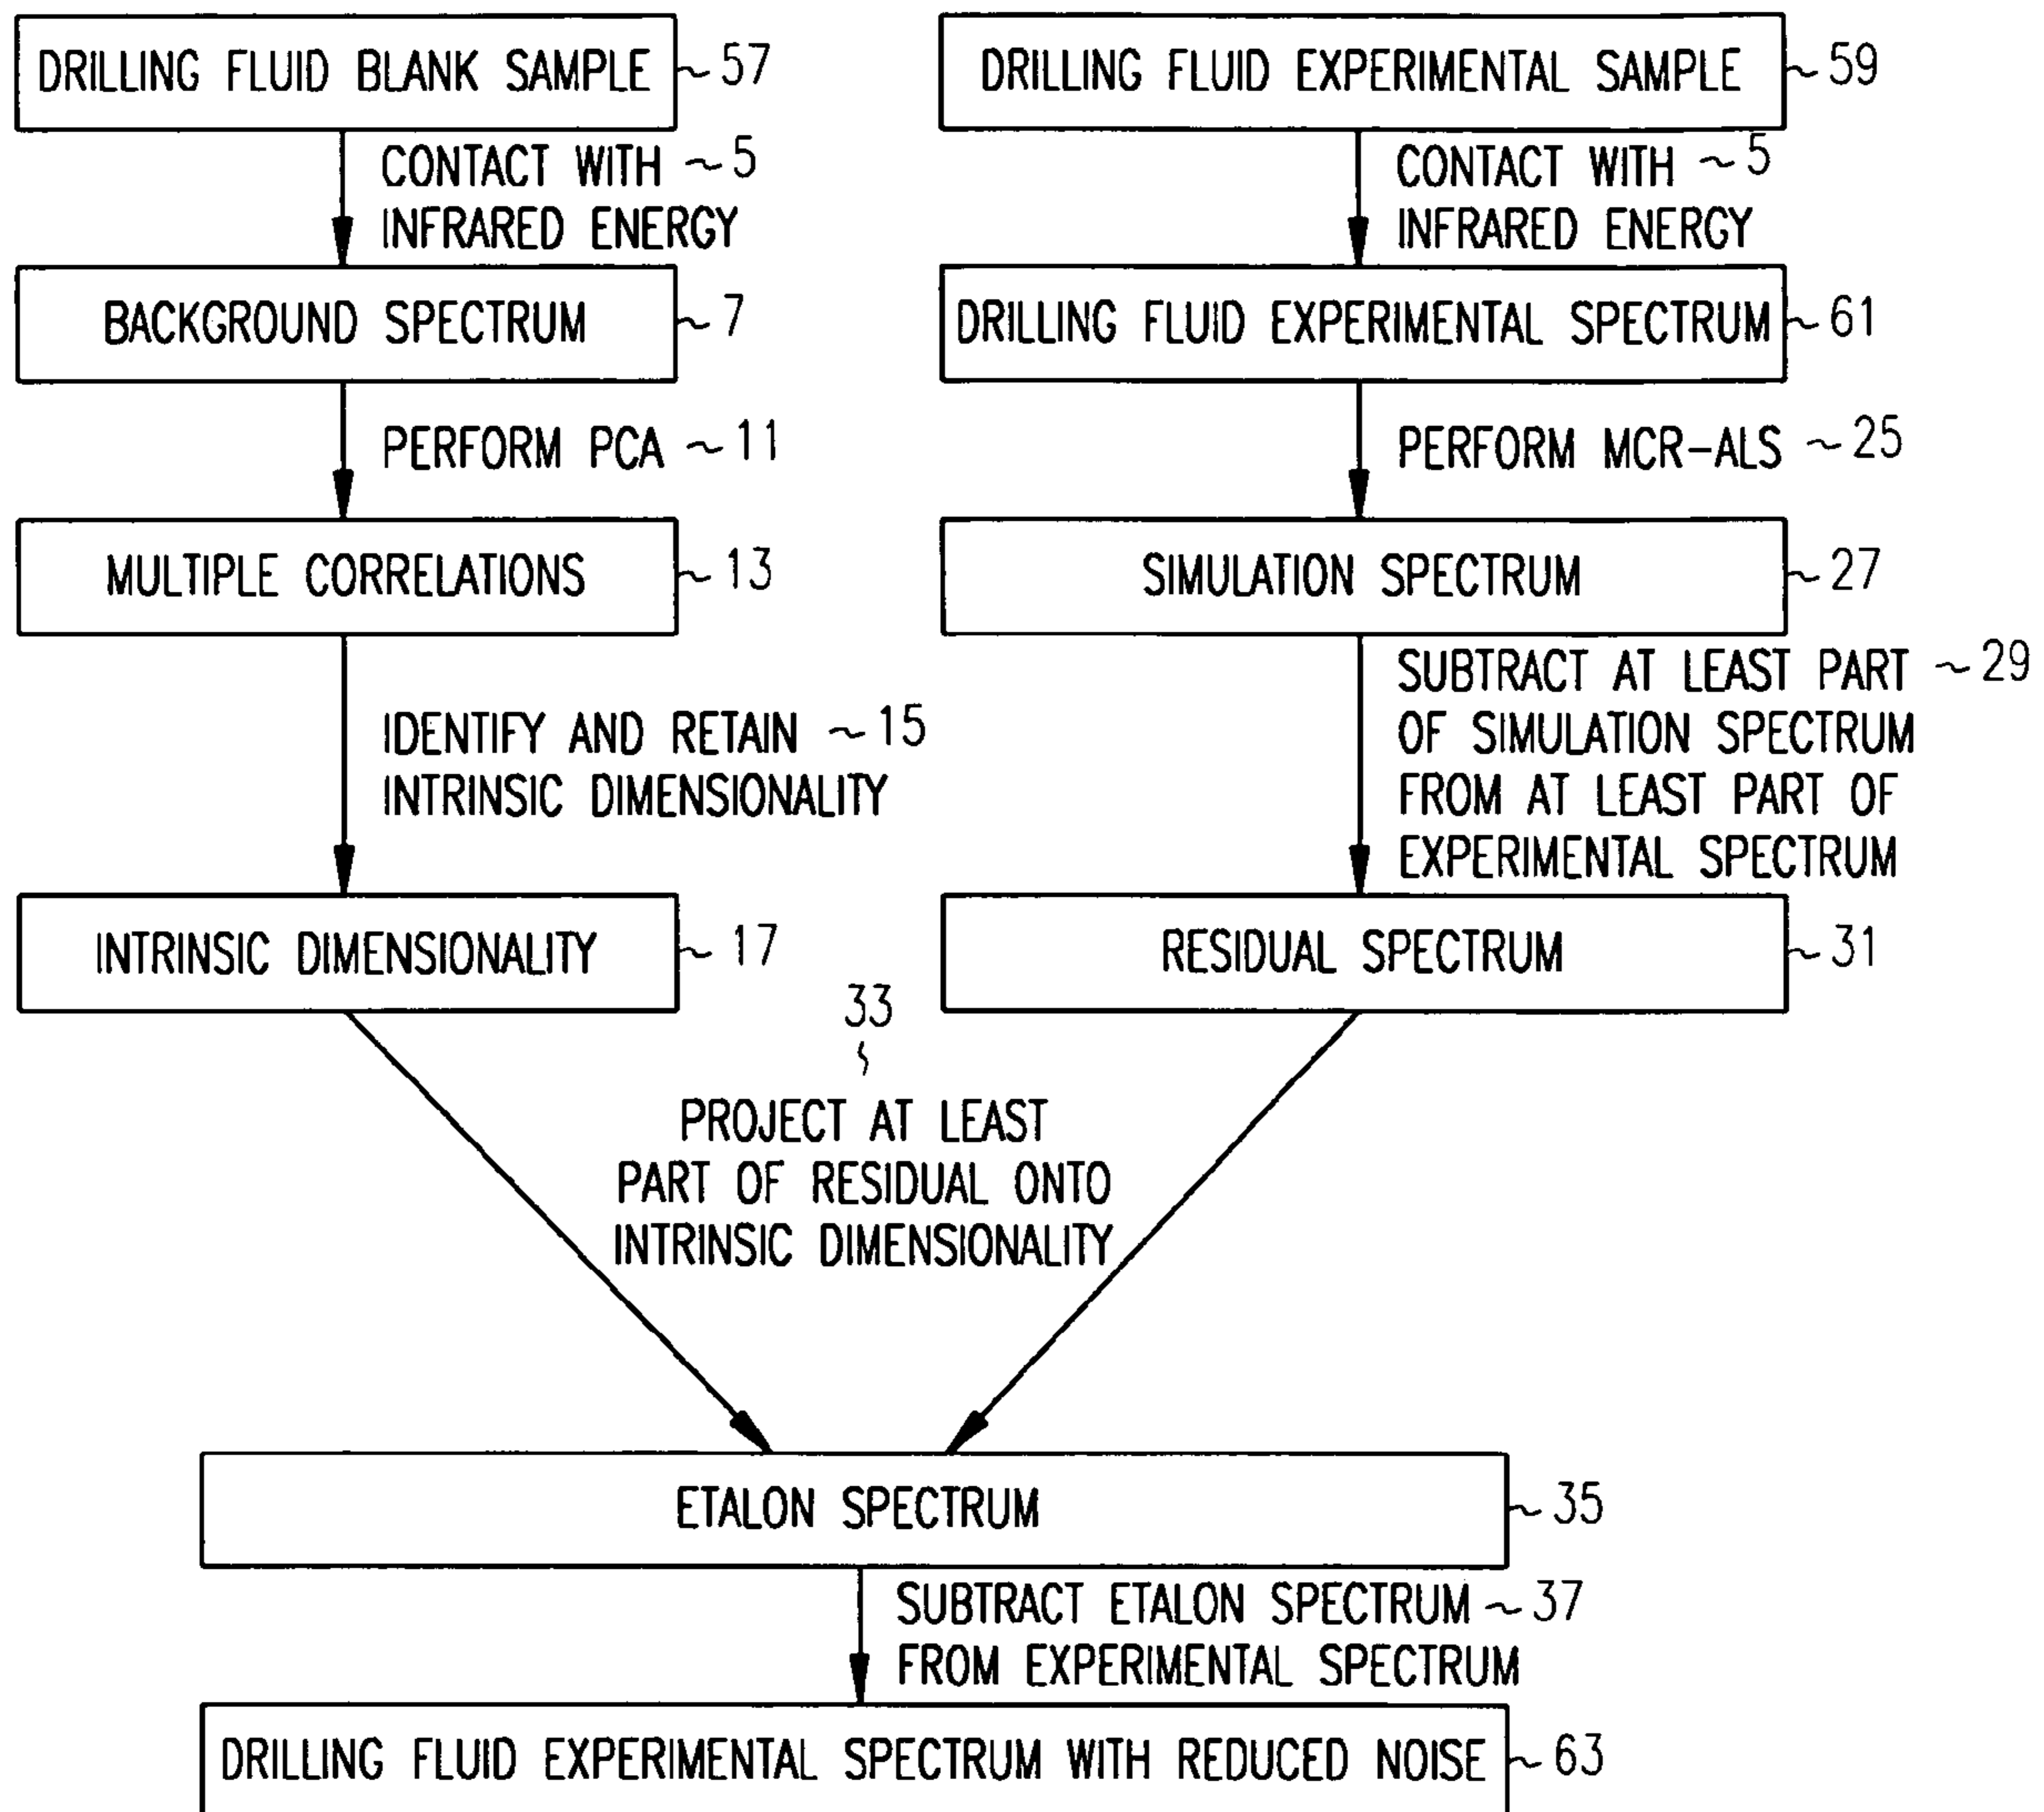 DRILLING FLUID BLANK SAMPLE ~57
CONTACT WITH ~5
INFRARED ENERGY
BACKGROUND SPECTRUM ~7
PERFORM PCA ~11
MULTIPLE CORRELATIONS ~13
IDENTIFY AND RETAIN ~15
INTRINSIC DIMENSIONALITY
INTRINSIC DIMENSIONALITY ~17
DRILLING FLUID EXPERIMENTAL SAMPLE ~59
CONTACT WITH ~5
INFRARED ENERGY
DRILLING FLUID EXPERIMENTAL SPECTRUM ~61
PERFORM MCR-ALS ~25
SIMULATION SPECTRUM ~27
SUBTRACT AT LEAST PART ~29
OF SIMULATION SPECTRUM
FROM AT LEAST PART OF
EXPERIMENTAL SPECTRUM
RESIDUAL SPECTRUM ~31
33
PROJECT AT LEAST
PART OF RESIDUAL ONTO
INTRINSIC DIMENSIONALITY
ETALON SPECTRUM ~35
SUBTRACT ETALON SPECTRUM ~37
FROM EXPERIMENTAL SPECTRUM
DRILLING FLUID EXPERIMENTAL SPECTRUM WITH REDUCED NOISE ~63